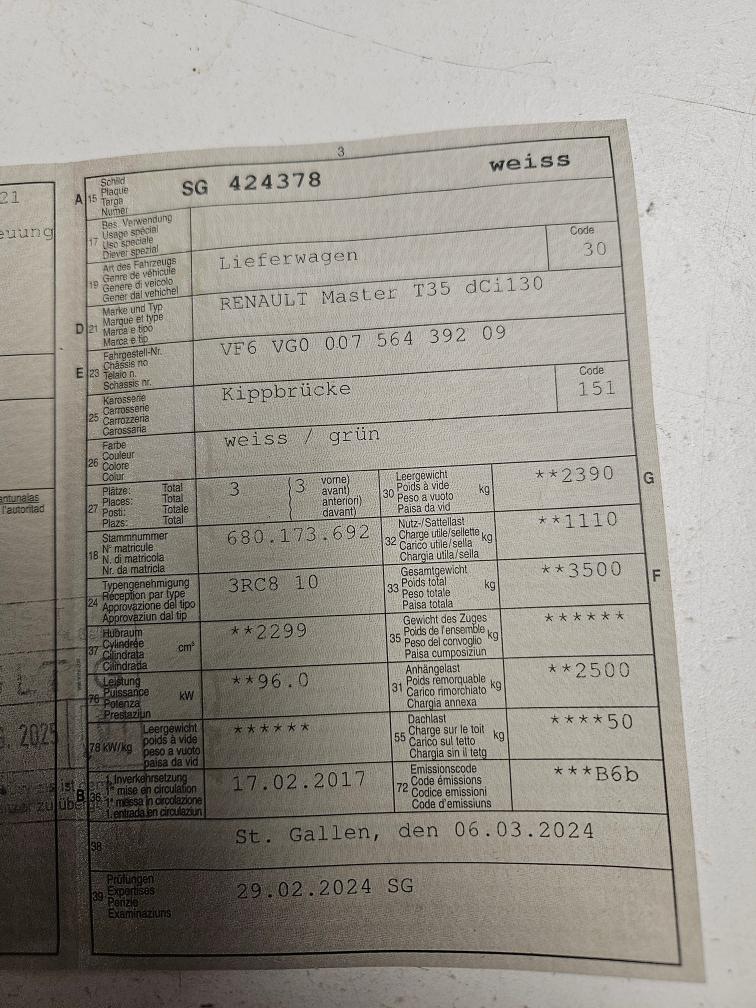 3
21
euung
antunalas
l'autoritad
2025
A 15 Schild
Plaque
Targa
Numer
SG 424378 weiss
17 Bes. Verwendung
Usage spécial
Uso speciale
Diever spezial
19 Art des Fahrzeugs
Genre de véhicule
Genere di veicolo
Gener dal vehichel
Lieferwagen
Code
30
D 21 Marke und Typ
Marque et type
Marca e tipo
Marca e tip
RENAULT Master T35 dCi130
E 23 Fahrgestell-Nr.
Châssis no
Telaio n.
Schassis nr.
VF6 VG0 007 564 392 09
25 Karosserie
Carrosserie
Carrozzeria
Carossaria
Kippbrücke
Code
151
26 Farbe
Couleur
Colore
Colur
weiss / grün
27 Plätze: Total
Places: Total
Posti: Totale
Plazs: Total
3 (3 vorne)
avant)
anteriori)
davant)
30 Leergewicht
Poids à vide
Peso a vuoto
Paisa da vid
kg
**2390
G
18 Stammnummer
N° matricule
N. di matricola
Nr. da matricla
680.173.692
32 Nutz-/Sattellast
Charge utile/sellette
Carico utile/sella
Chargia utila/sella
kg
**1110
24 Typengenehmigung
Réception par type
Approvazione del tipo
Approvaziun dal tip
3RC8 10
33 Gesamtgewicht
Poids total
Peso totale
Paisa totala
kg
**3500
F
37 Hubraum
Cylindrée
Cilindrata
Cilindrada
cm³
**2299
35 Gewicht des Zuges
Poids de l'ensemble
Peso del convoglio
Paisa cumposiziun
kg
******
76 Leistung
Puissance
Potenza
Prestaziun
kW
**96.0
31 Anhängelast
Poids remorquable
Carico rimorchiato
Chargia annexa
kg
**2500
78 kW/kg Leergewicht
poids à vide
peso a vuoto
paisa da vid
******
55 Dachlast
Charge sur le toit
Carico sul tetto
Chargia sin il tetg
kg
****50
B 36 1. Inverkehrsetzung
1re mise en circulation
1a messa in circolazione
1. entrada en circulaziun
17.02.2017
72 Emissionscode
Code émissions
Codice emissioni
Code d'emissiuns
***B6b
38 St. Gallen, den 06.03.2024
39 Prüfungen
Expertises
Perizie
Examinaziuns
29.02.2024 SG